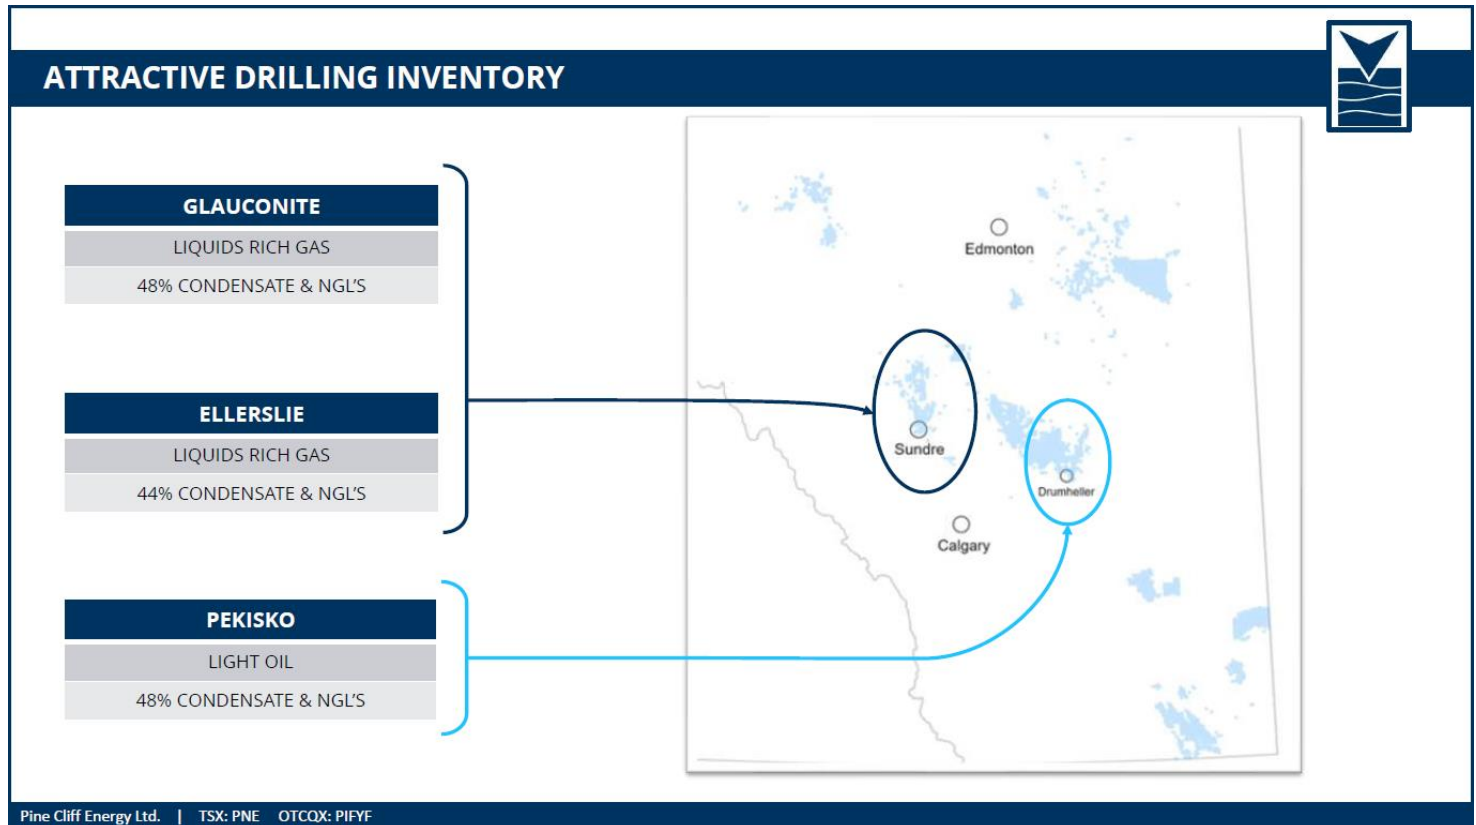 ATTRACTIVE DRILLING INVENTORY
GLAUCONITE
LIQUIDS RICH GAS
48% CONDENSATE & NGL'S
ELLERSLIE
LIQUIDS RICH GAS
44% CONDENSATE & NGL'S
PEKISKO
LIGHT OIL
48% CONDENSATE & NGL'S
Edmonton
Sundre
Drumheller
Calgary
Pine Cliff Energy Ltd. | TSX: PNE OTCQX: PIFYF